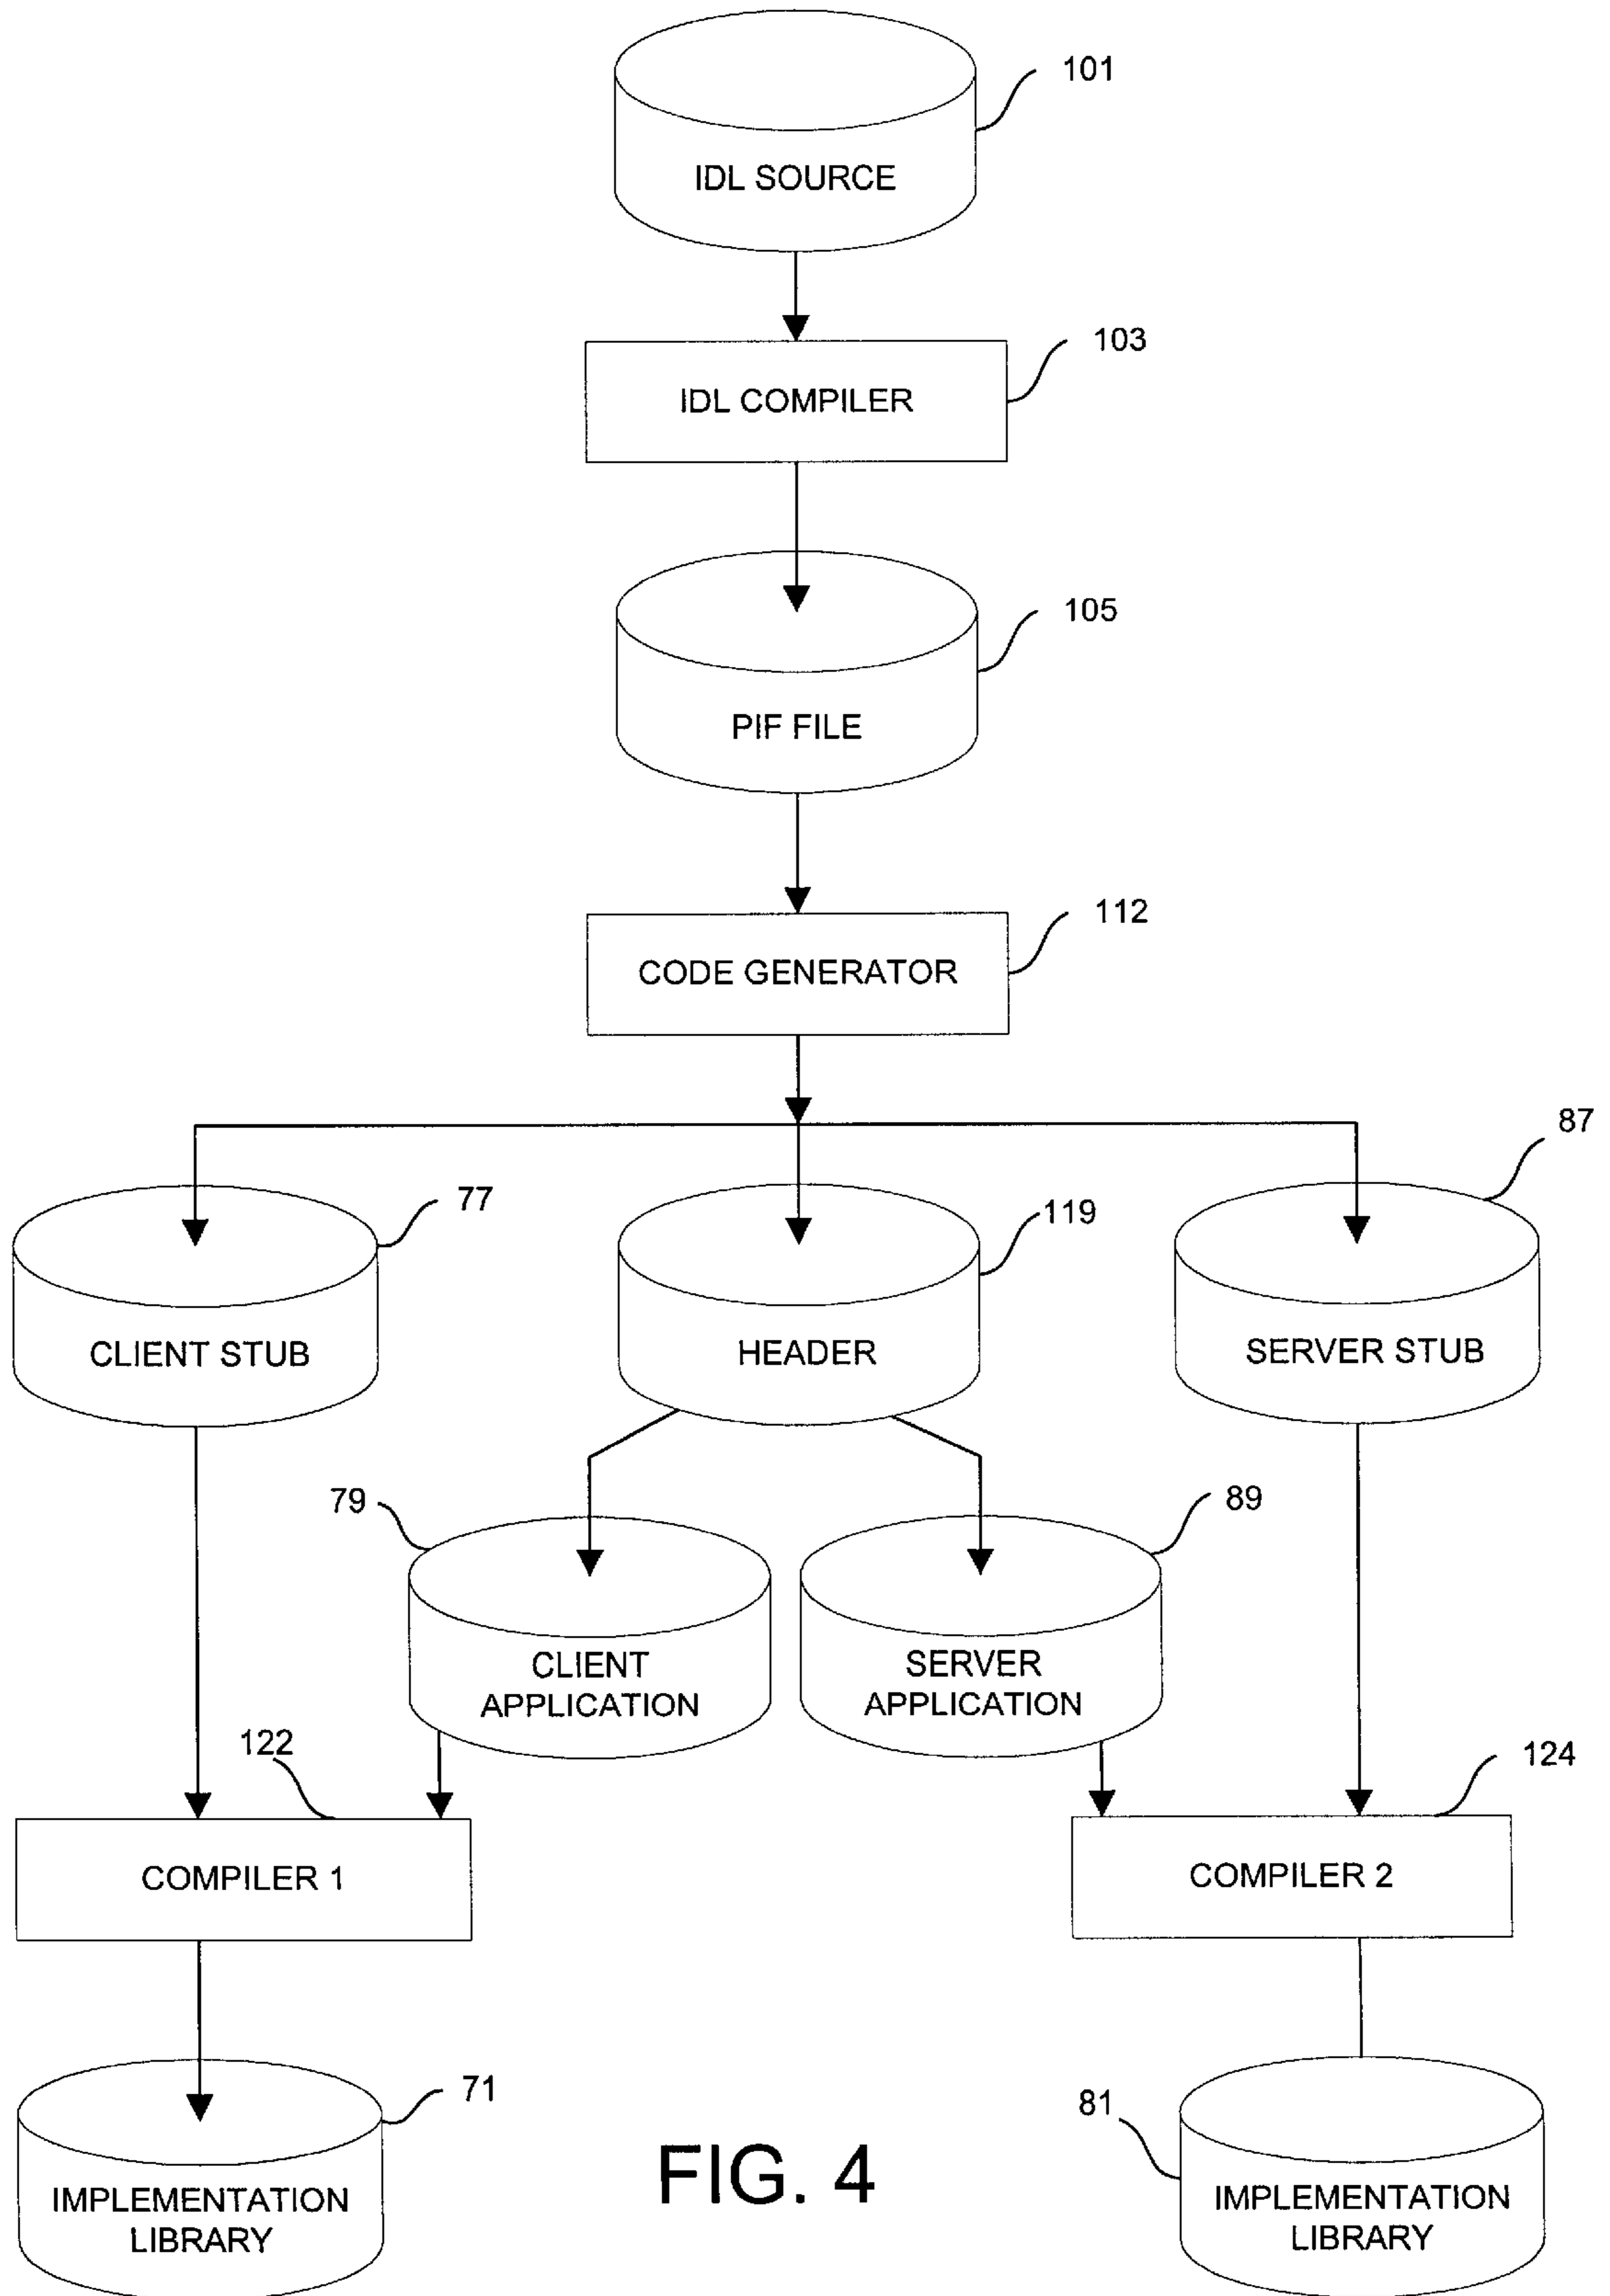 101
IDL SOURCE
103
IDL COMPILER
105
PIF FILE
112
CODE GENERATOR
87
77
119
CLIENT STUB
HEADER
SERVER STUB
79
89
CLIENT
APPLICATION
SERVER
APPLICATION
122
124
COMPILER 1
COMPILER 2
71
81
IMPLEMENTATION
LIBRARY
FIG. 4
IMPLEMENTATION
LIBRARY